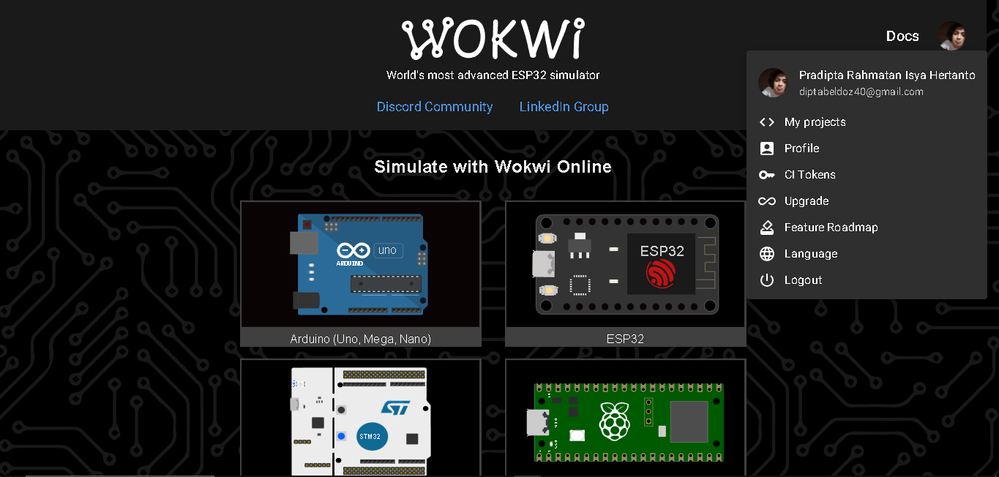 WOKWi
Docs
World's most advanced ESP32 simulator
Discord Community
LinkedIn Group
Pradipta Rahmatan Isya Hertanto
diptabeldoz40@gmail.com
My projects
Profile
CI Tokens
Upgrade
Feature Roadmap
Language
Logout
Simulate with Wokwi Online
uno
ARDUINO
Arduino (Uno, Mega, Nano)
ESP32
ESP32
ST
STM32